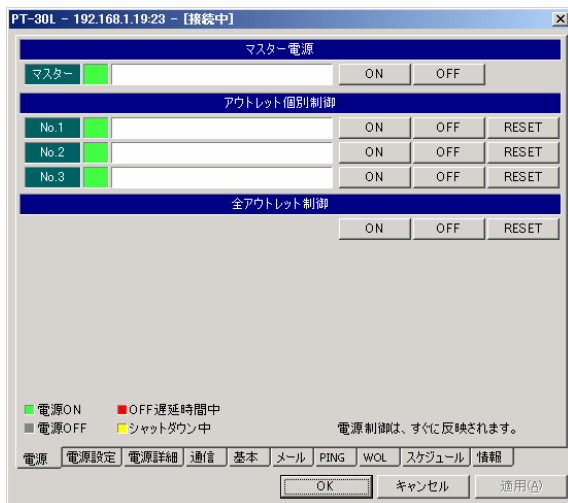 PT-30L - 192.168.1.19:23 - [接続中]
マスター電源
マスター ON OFF
アウトレット個別制御
No.1 ON OFF RESET
No.2 ON OFF RESET
No.3 ON OFF RESET
全アウトレット制御
ON OFF RESET
電源ON OFF遅延時間中
電源OFF シャットダウン中 電源制御は、すぐに反映されます。
電源 電源設定 電源詳細 通信 基本 メール PING WOL スケジュール 情報
OK キャンセル 適用(A)